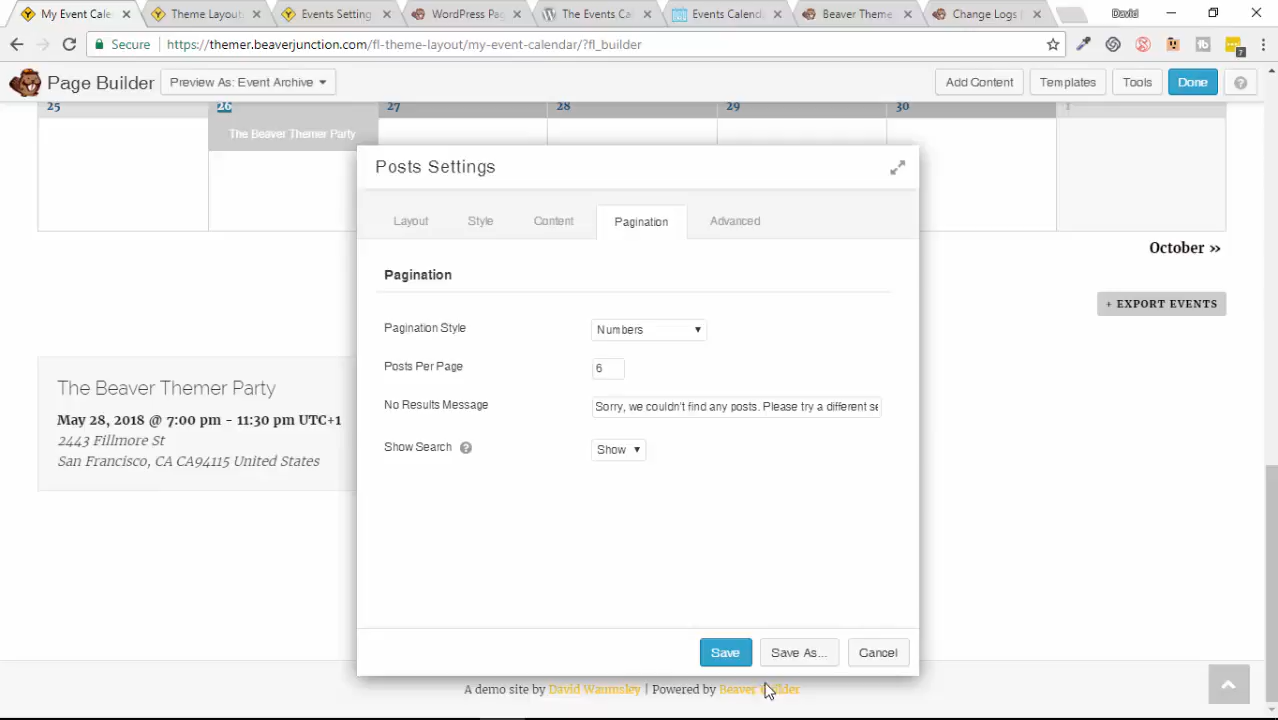 My Event Cale
Theme Layout
Events Setting
WordPress Pa
The Events Ca
Events Calend
Beaver Theme
Change Logs
David
Secure
https://themer.beaverjunction.com/fl-theme-layout/my-event-calendar/?fl_builder
7
Page Builder
Preview As: Event Archive
Add Content
Templates
Tools
Done
?
25
26
27
28
29
30
1
The Beaver Themer Party
October »
+ EXPORT EVENTS
The Beaver Themer Party
May 28, 2018 @ 7:00 pm - 11:30 pm UTC+1
2443 Fillmore St
San Francisco, CA CA94115 United States
Posts Settings
Layout
Style
Content
Pagination
Advanced
Pagination
Pagination Style
Numbers
Posts Per Page
6
No Results Message
Sorry, we couldn't find any posts. Please try a different se
Show Search
?
Show
Save
Save As...
Cancel
A demo site by David Waumsley | Powered by Beaver Builder